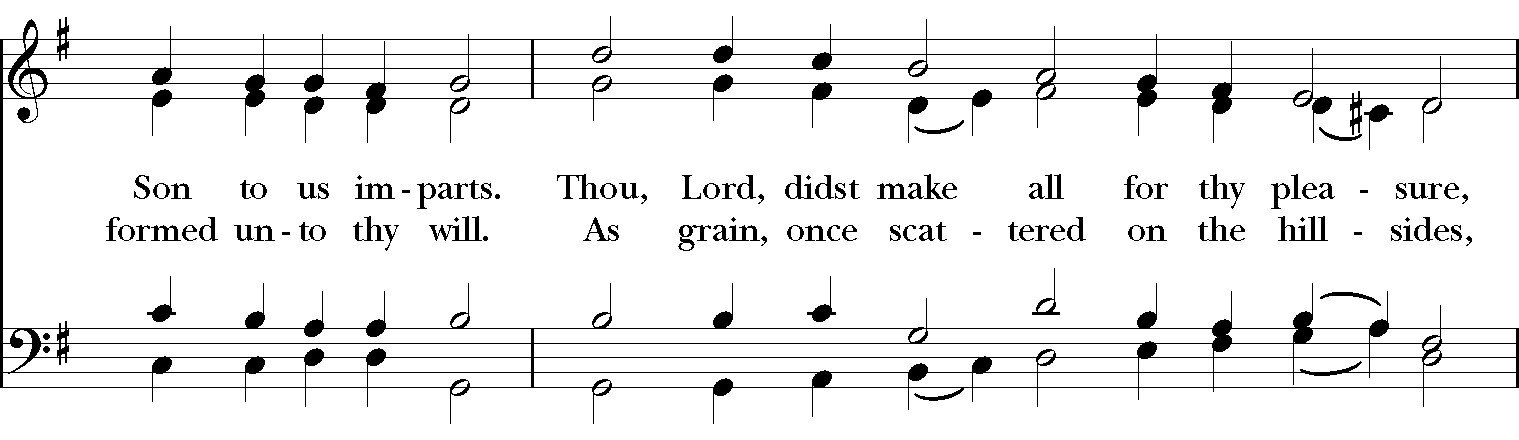 Son to us im - parts. Thou, Lord, didst make all for thy plea - sure,
formed un - to thy will. As grain, once scat - tered on the hill - sides,